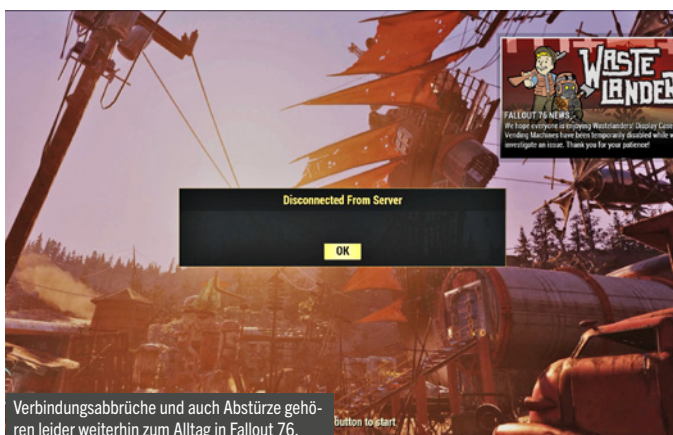 WASTE
LANDER
FALLOUT 76 NEWS
We hope everyone is enjoying Wastelanders! Display Case
Vending Machines have been temporarily disabled while w
investigate an issue. Thank you for your patience!
Disconnected From Server
OK
button to start
Verbindungsabbrüche und auch Abstürze gehö-
ren leider weiterhin zum Alltag in Fallout 76.